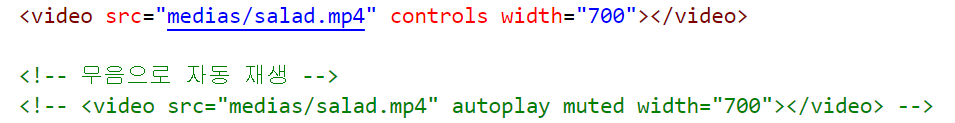 <video src="medias/salad.mp4" controls width="700"></video>
<!-- 무음으로 자동 재생 -->
<!-- <video src="medias/salad.mp4" autoplay muted width="700"></video> -->